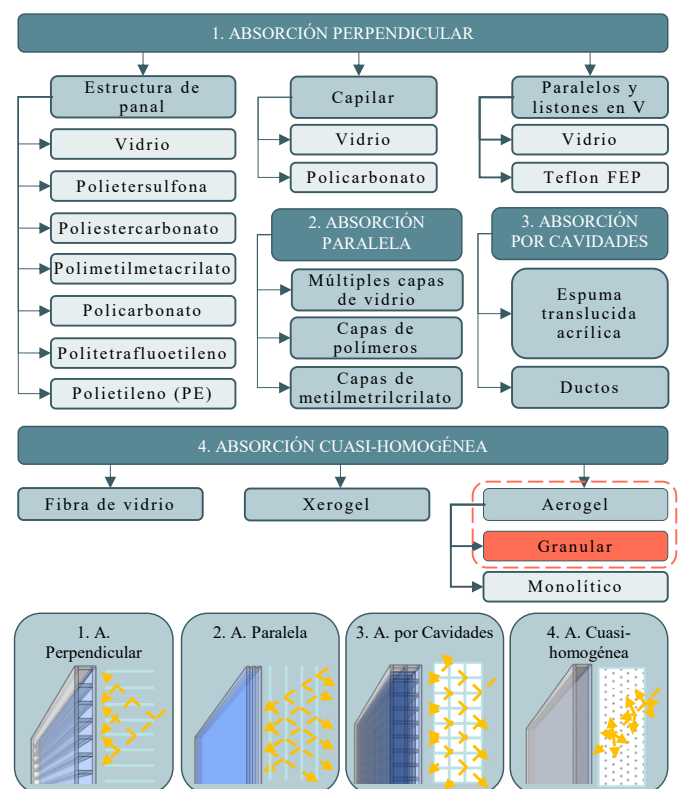 1. ABSORCIÓN PERPENDICULAR
Estructura de
panal
Vidrio
Polietersulfona
Poliestercarbonato
Polimetilmetacrilato
Policarbonato
Politetrafluoetileno
Polietileno (PE)
Capilar
Vidrio
Policarbonato
Paralelos y
listones en V
Vidrio
Teflon FEP
2. ABSORCIÓN
PARALELA
Múltiples capas
de vidrio
Capas de
polímeros
Capas de
metilmetrilcrilato
3. ABSORCIÓN
POR CAVIDADES
Espuma
translucida
acrílica
Ductos
4. ABSORCIÓN CUASI-HOMOGÉNEA
Fibra de vidrio
Xerogel
Aerogel
Granular
Monolítico
1. A.
Perpendicular
2. A. Paralela
3. A. por Cavidades
4. A. Cuasi-
homogénea